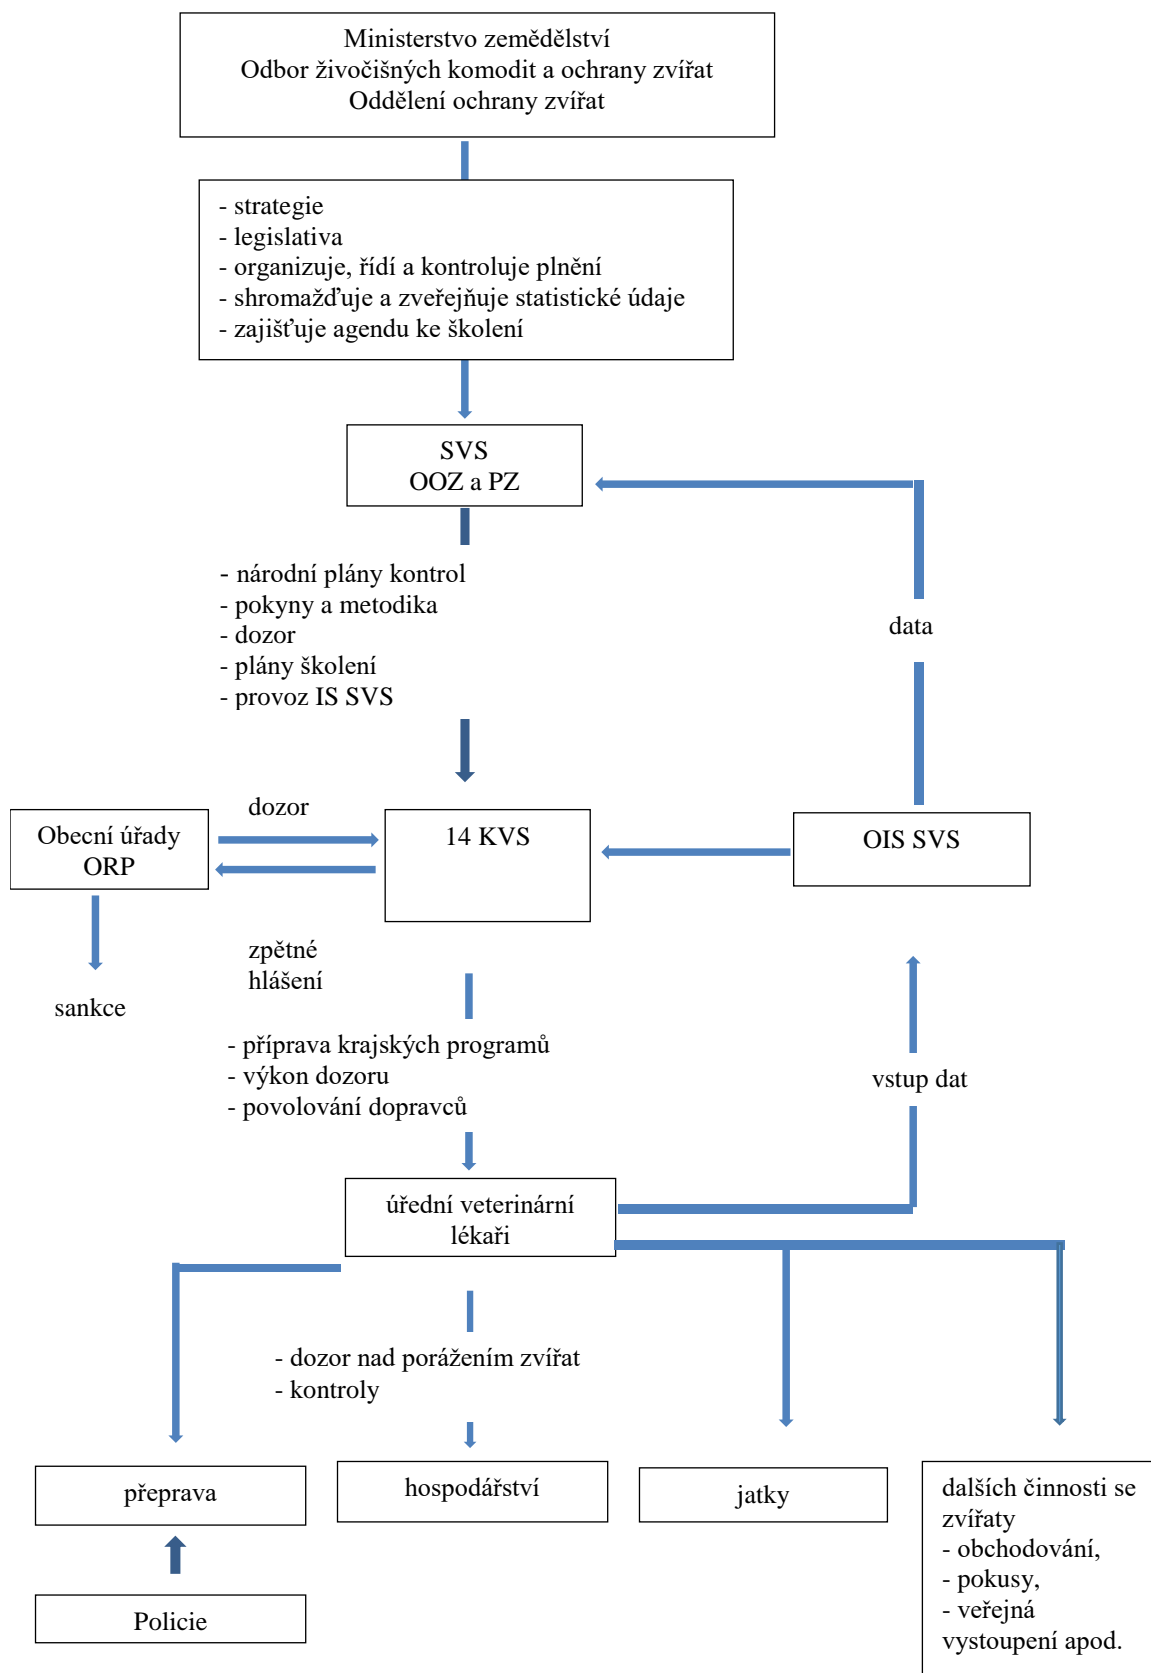 Ministerstvo zemědělství
Odbor živočišných komodit a ochrany zvířat
Oddělení ochrany zvířat
- strategie
- legislativa
- organizuje, řídí a kontroluje plnění
- shromažďuje a zveřejňuje statistické údaje
- zajišťuje agendu ke školení
SVS
OOZ a PZ
- národní plány kontrol
- pokyny a metodika
- dozor
- plány školení
- provoz IS SVS
data
dozor
Obecní úřady
ORP
14 KVS
OIS SVS
zpětné
hlášení
sankce
- příprava krajských programů
- výkon dozoru
- povolování dopravců
vstup dat
úřední veterinární
lékaři
- dozor nad porážením zvířat
- kontroly
přeprava
hospodářství
jatky
dalších činnosti se
zvířaty
- obchodování,
- pokusy,
- veřejná
vystoupení apod.
Policie